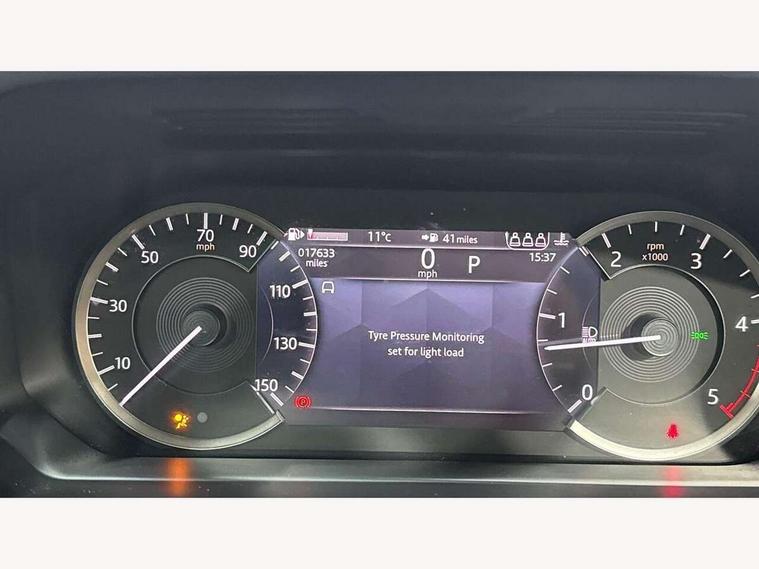 11°C
41 miles
017633
miles
0
mph
P
15:37
Tyre Pressure Monitoring
set for light load
10
30
50
70
mph
90
110
130
150
0
1
2
rpm
x1000
3
4
5
AUTO
P